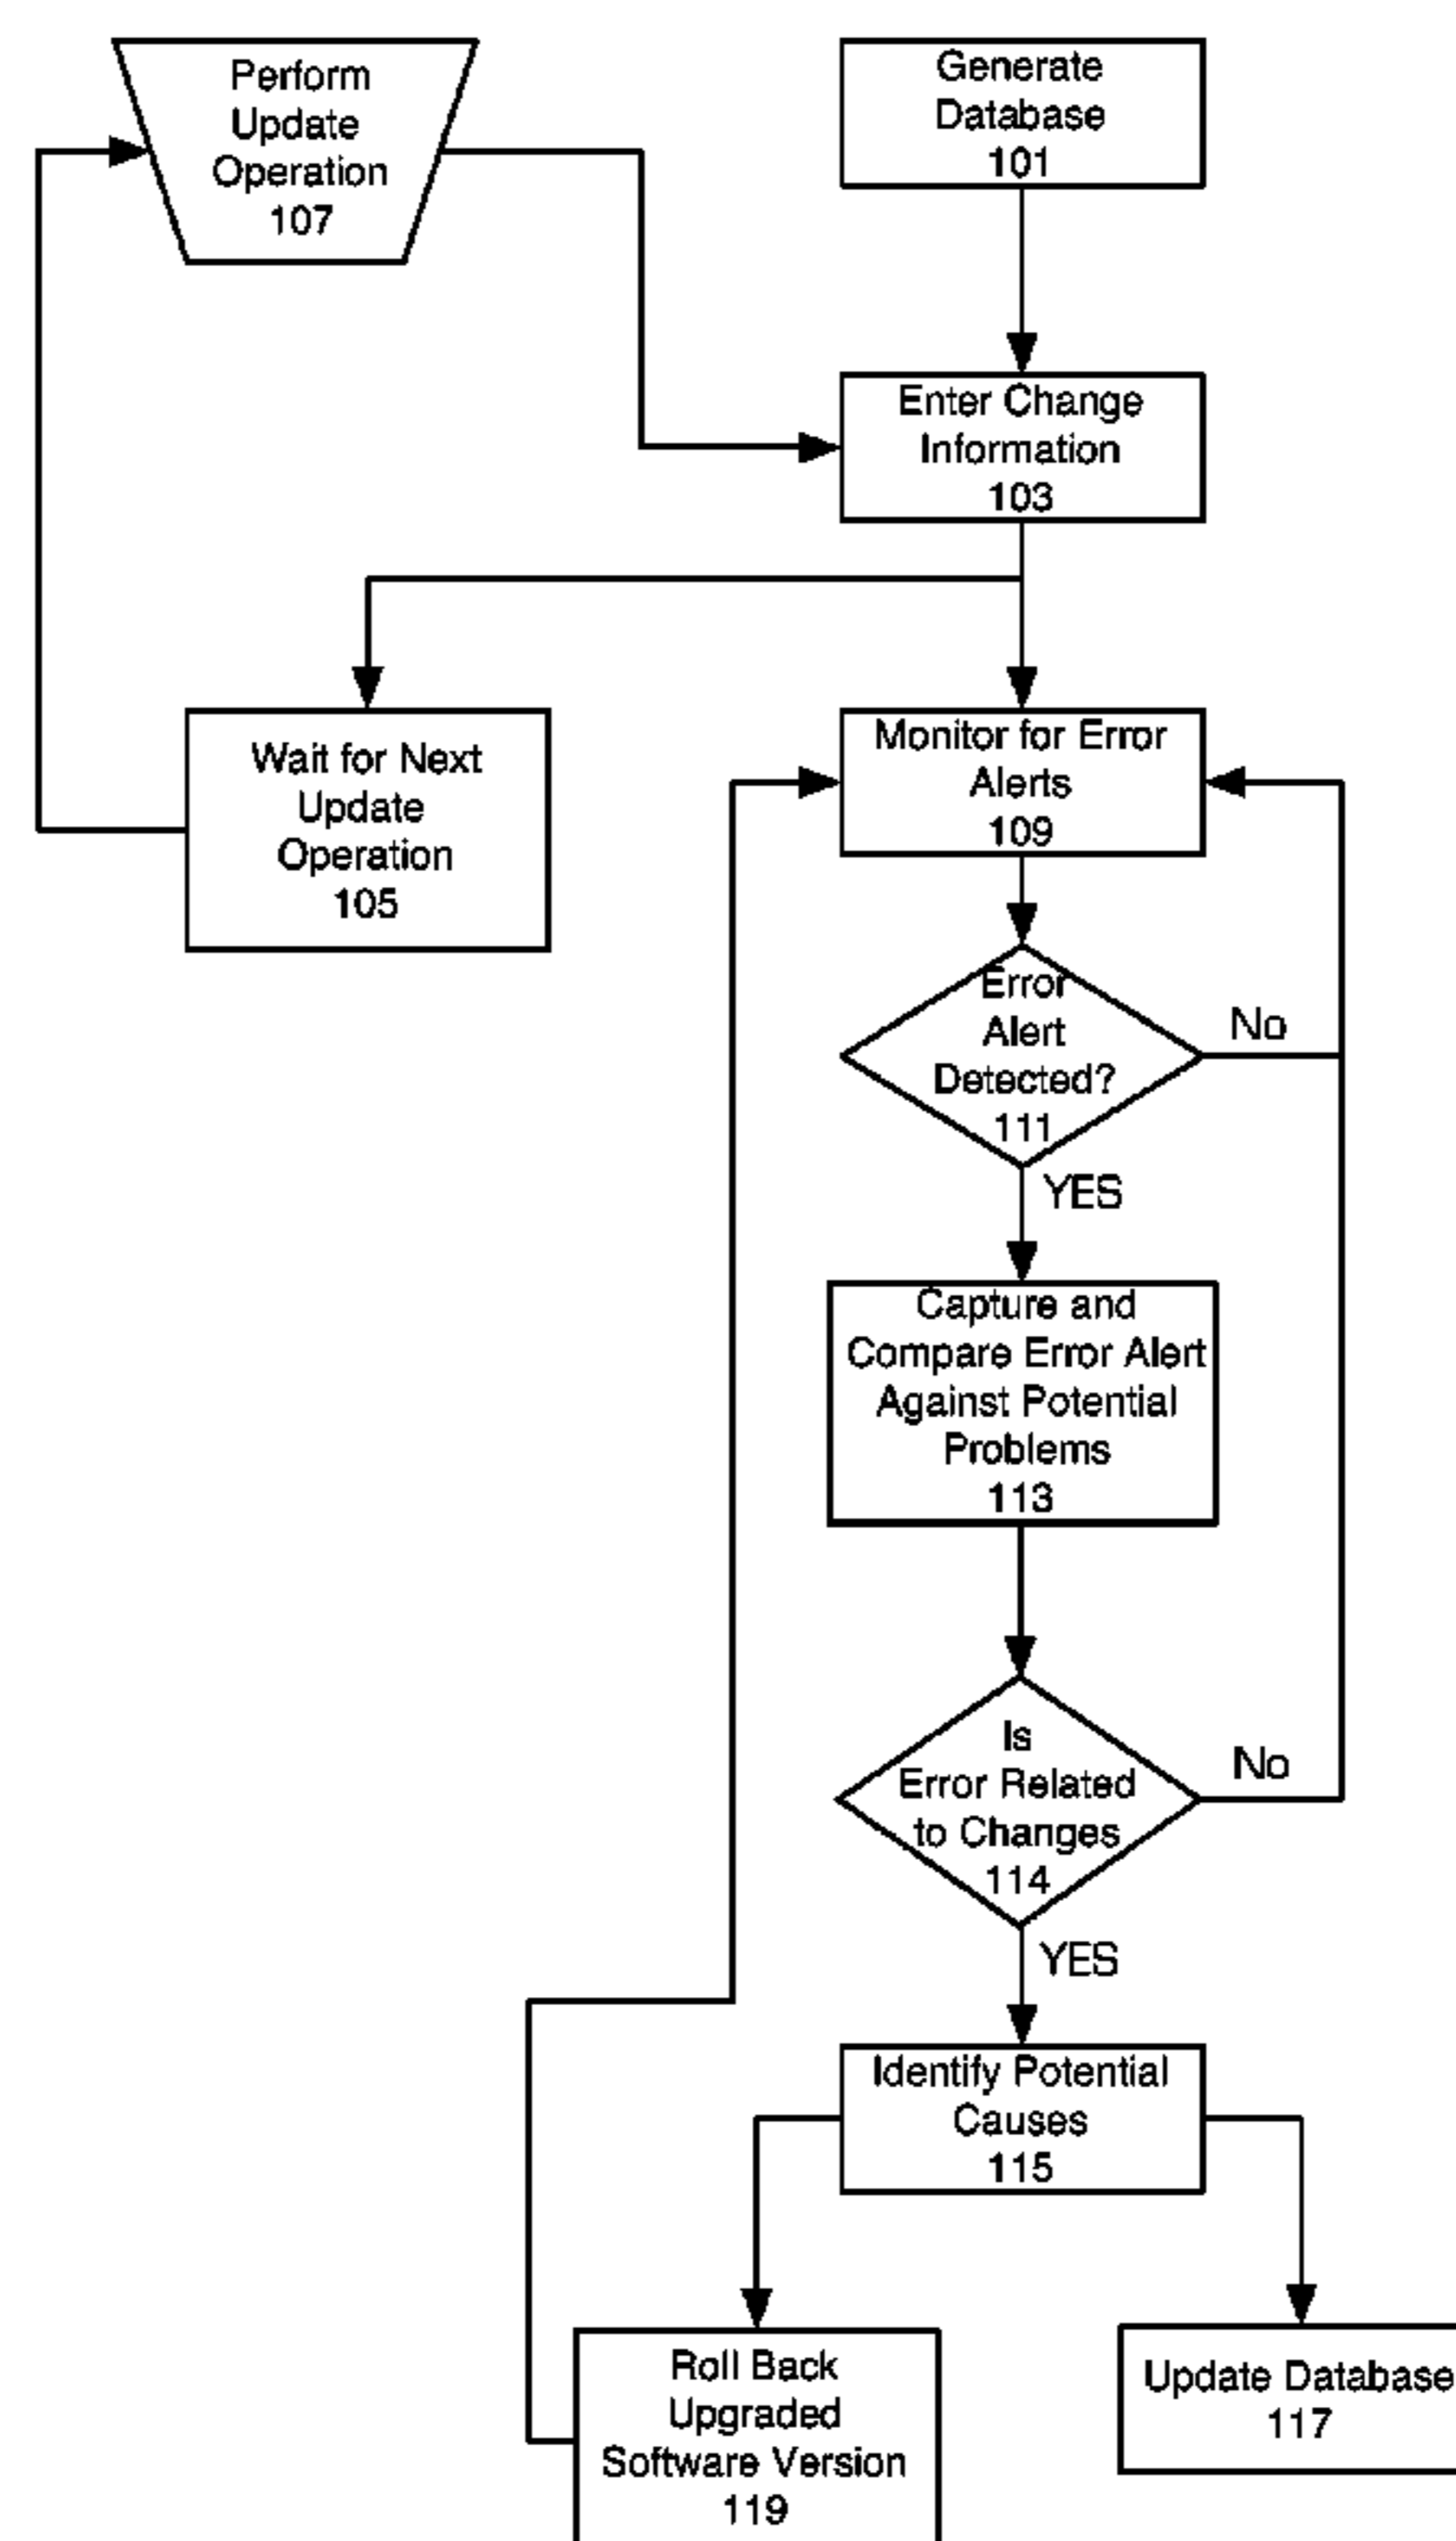 Perform
Update
Operation
107
Generate
Database
101
Enter Change
Information
103
Wait for Next
Update
Operation
105
Monitor for Error
Alerts
109
Error
Alert
Detected?
111
No
YES
Capture and
Compare Error Alert
Against Potential
Problems
113
Is
Error Related
to Changes
114
No
YES
Identify Potential
Causes
115
Roll Back
Upgraded
Software Version
119
Update Database
117